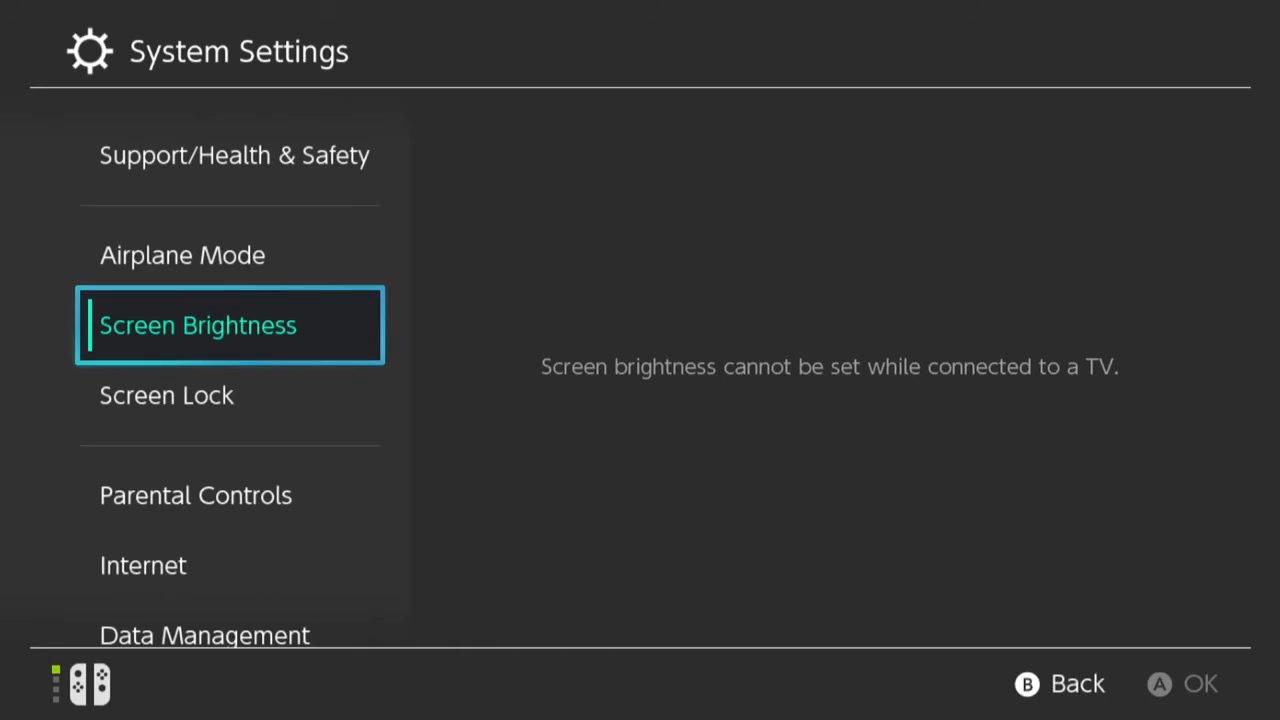 System Settings
Support/Health & Safety
Airplane Mode
Screen Brightness
Screen Lock
Parental Controls
Internet
Data Management
Screen brightness cannot be set while connected to a TV.
B Back
A OK